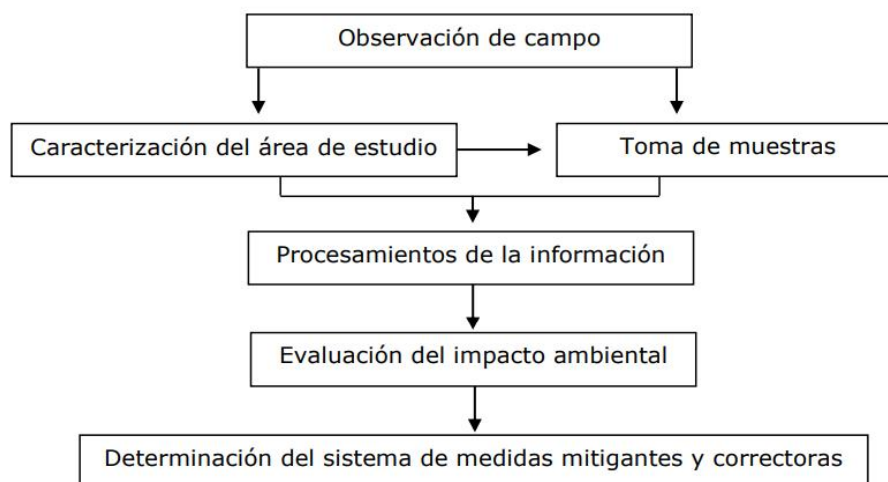 Observación de campo
Caracterización del área de estudio
Toma de muestras
Procesamientos de la información
Evaluación del impacto ambiental
Determinación del sistema de medidas mitigantes y correctoras